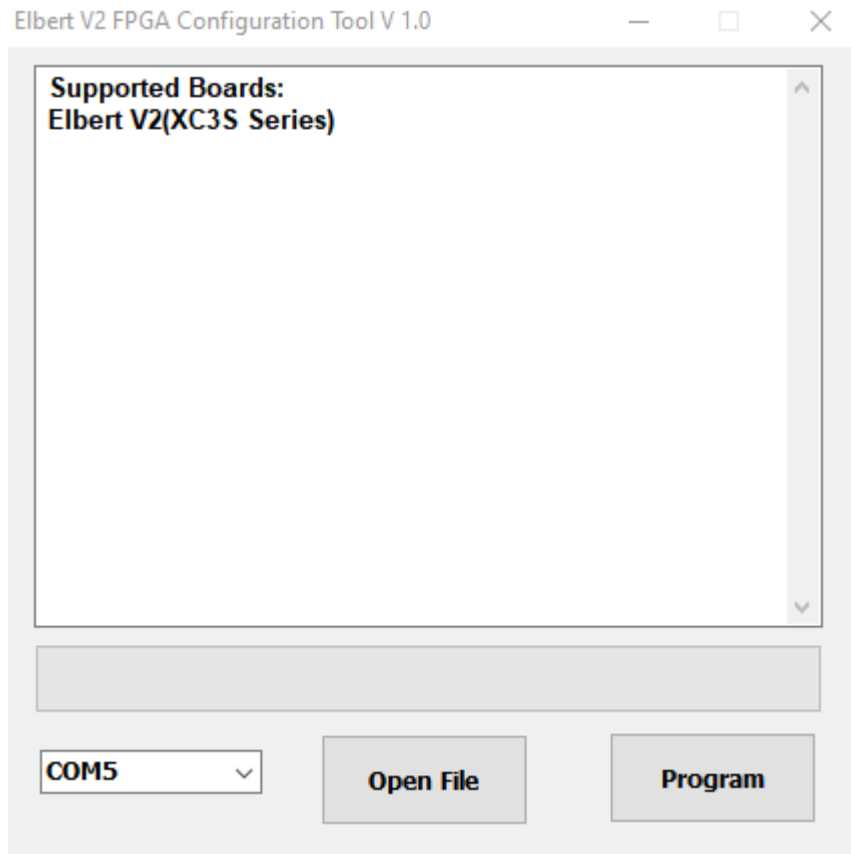 Elbert V2 FPGA Configuration Tool V 1.0
Supported Boards:
Elbert V2(XC3S Series)
COM5
Open File
Program